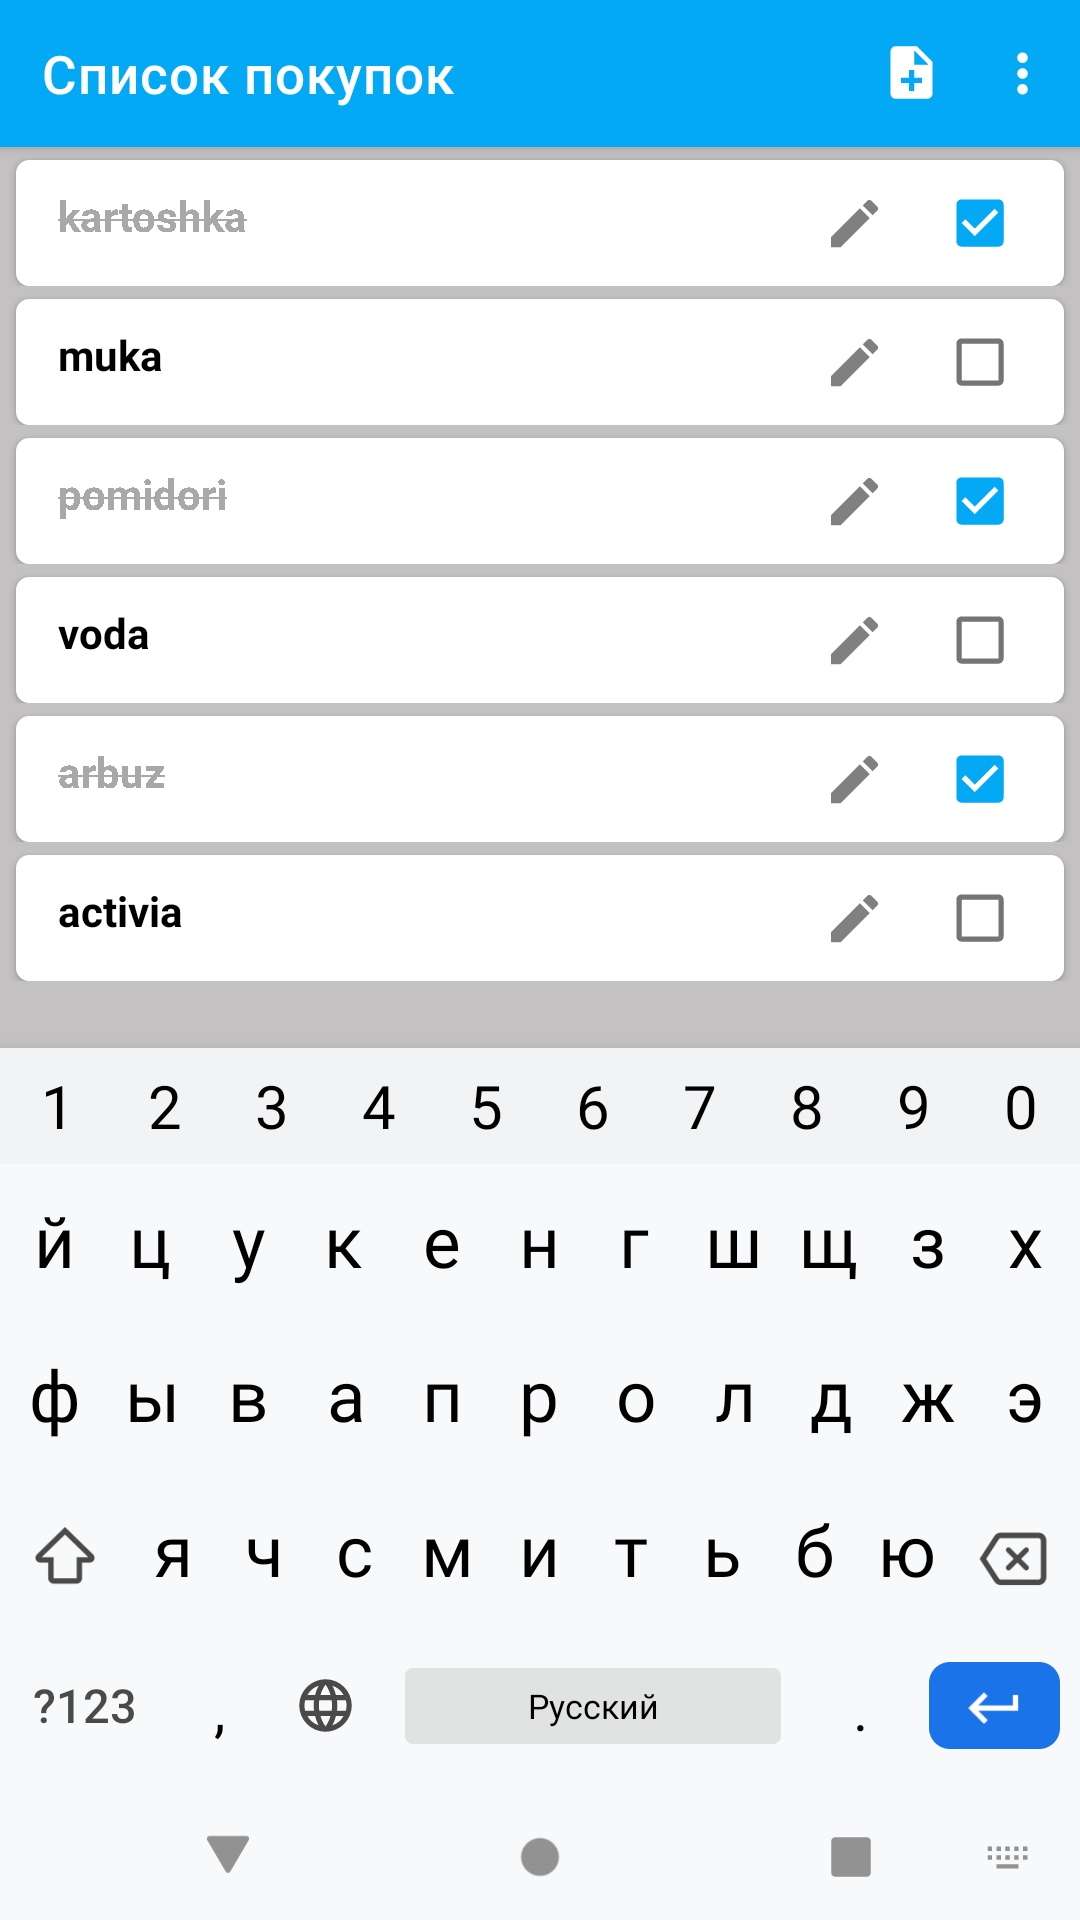 Список покупок
kartoshka
muka
pomidori
voda
arbuz
activia
1 2 3 4 5 6 7 8 9 0
й ц у к е н г ш щ з х
ф ы в а п р о л д ж э
я ч с м и т ь б ю
?123 , Русский .